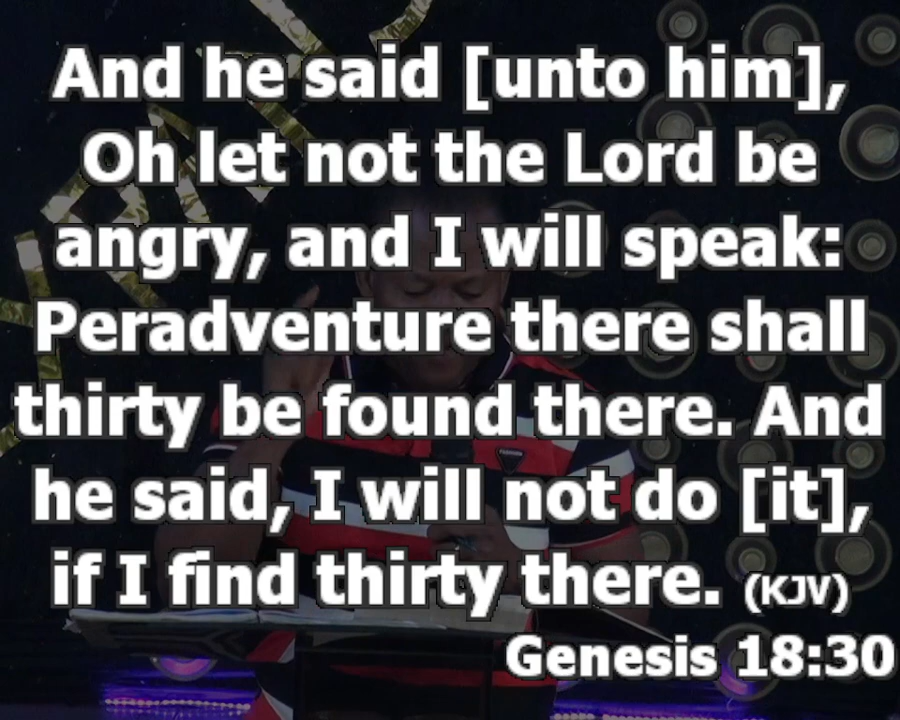 And he said [unto him],
Oh let not the Lord be
angry, and I will speak:
Peradventure there shall
thirty be found there. And
he said, I will not do [it],
if I find thirty there. (KJV)
Genesis 18:30